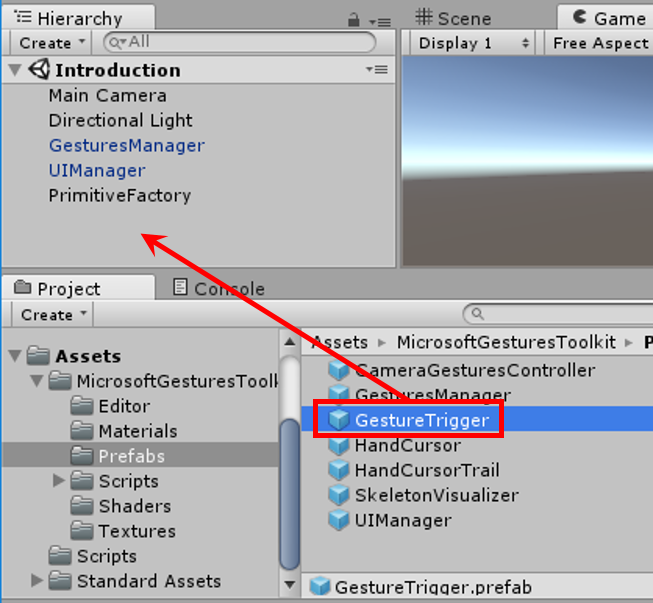 Hierarchy
Scene
Game
Create
All
Display 1
Free Aspect
Introduction
Main Camera
Directional Light
GesturesManager
UIManager
PrimitiveFactory
Project
Console
Create
Assets
MicrosoftGesturesToolk
Editor
Materials
Prefabs
Scripts
Shaders
Textures
Scripts
Standard Assets
Assets MicrosoftGesturesToolkit P
CameraGesturesController
GesturesManager
GestureTrigger
HandCursor
HandCursorTrail
SkeletonVisualizer
UIManager
GestureTrigger.prefab